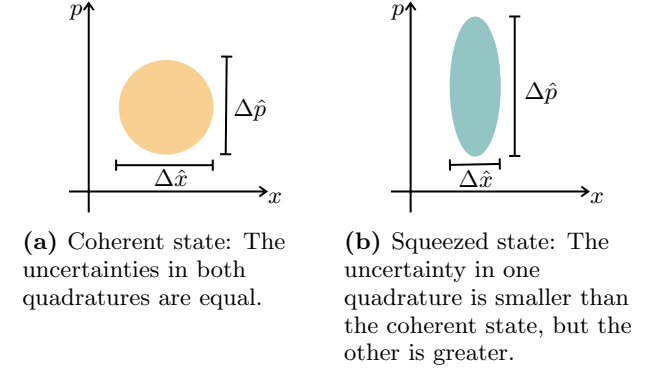 p
Δp̂
Δx̂
x
(a) Coherent state: The
uncertainties in both
quadratures are equal.
p
Δp̂
Δx̂
x
(b) Squeezed state: The
uncertainty in one
quadrature is smaller than
the coherent state, but the
other is greater.